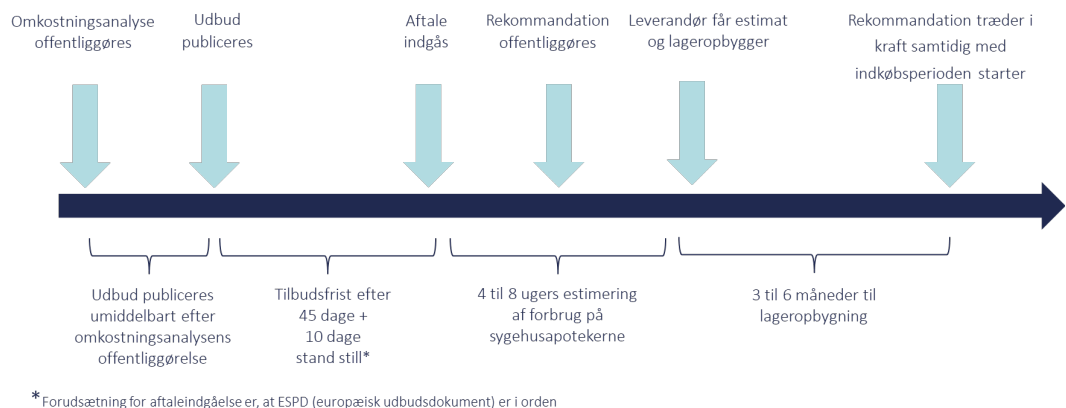 Omkostningsanalyse
offentliggøres
Udbud
publiceres
Aftale
indgås
Rekommandation
offentliggøres
Leverandør får estimat
og lageropbygger
Rekommandation træder i
kraft samtidig med
indkøbsperioden starter
Udbud publiceres
umiddelbart efter
omkostningsanalysens
offentliggørelse
Tilbudsfrist efter
45 dage +
10 dage
stand still*
4 til 8 ugers estimering
af forbrug på
sygehusapotekerne
3 til 6 måneder til
lageropbygning
* Forudsætning for aftaleindgåelse er, at ESPD (europæisk udbudsdokument) er i orden